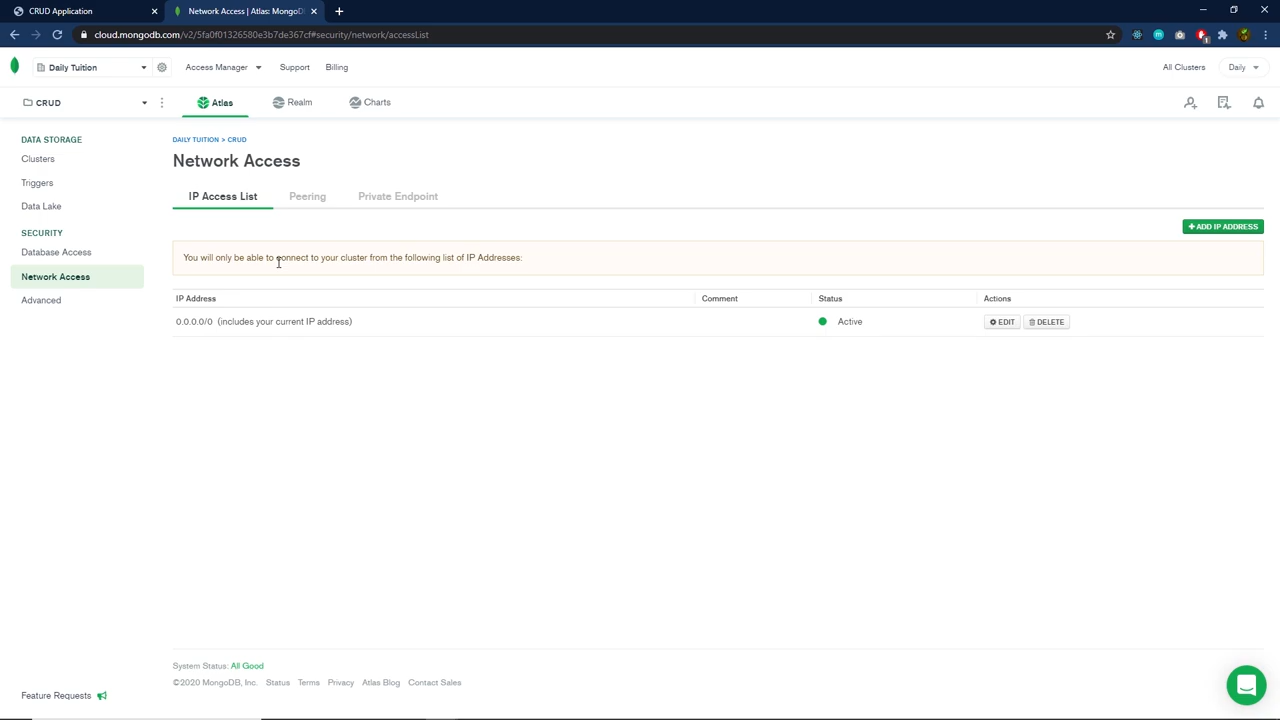 CRUD Application
Network Access | Atlas: MongoD
cloud.mongodb.com/v2/5fa0f01326580e3b7de367cf#security/network/accessList
1
Daily Tuition
Access Manager
Support
Billing
All Clusters
Daily
CRUD
Atlas
Realm
Charts
DATA STORAGE
Clusters
Triggers
Data Lake
SECURITY
Database Access
Network Access
Advanced
DAILY TUITION > CRUD
Network Access
IP Access List
Peering
Private Endpoint
ADD IP ADDRESS
You will only be able to connect to your cluster from the following list of IP Addresses:
IP Address
Comment
Status
Actions
0.0.0.0/0 (includes your current IP address)
Active
EDIT
DELETE
System Status: All Good
©2020 MongoDB, Inc.
Status
Terms
Privacy
Atlas Blog
Contact Sales
Feature Requests